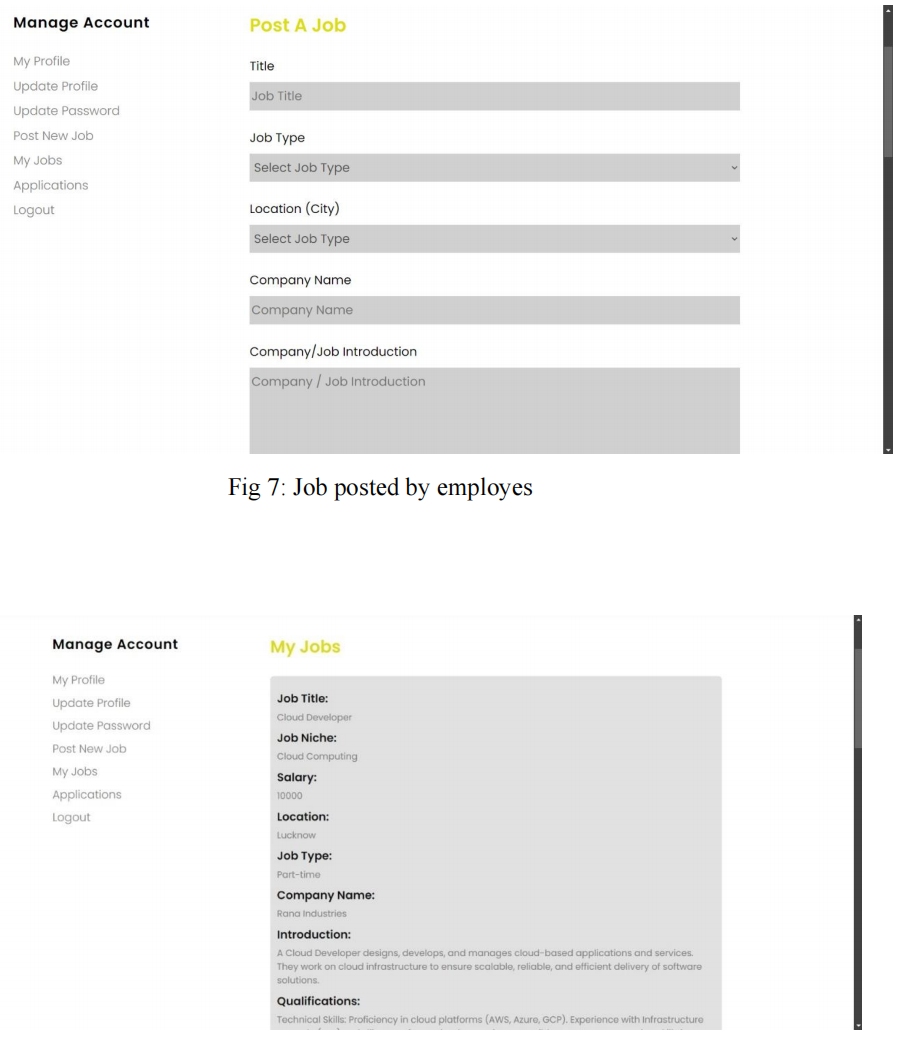 Manage Account
My Profile
Update Profile
Update Password
Post New Job
My Jobs
Applications
Logout
Post A Job
Title
Job Title
Job Type
Select Job Type
Location (City)
Select Job Type
Company Name
Company Name
Company/Job Introduction
Company / Job Introduction
Fig 7: Job posted by employes
Manage Account
My Profile
Update Profile
Update Password
Post New Job
My Jobs
Applications
Logout
My Jobs
Job Title:
Cloud Developer
Job Niche:
Cloud Computing
Salary:
10000
Location:
Lucknow
Job Type:
Part-time
Company Name:
Rana Industries
Introduction:
A Cloud Developer designs, develops, and manages cloud-based applications and services.
They work on cloud infrastructure to ensure scalable, reliable, and efficient delivery of software
solutions.
Qualifications:
Technical Skills: Proficiency in cloud platforms (AWS, Azure, GCP). Experience with Infrastructure